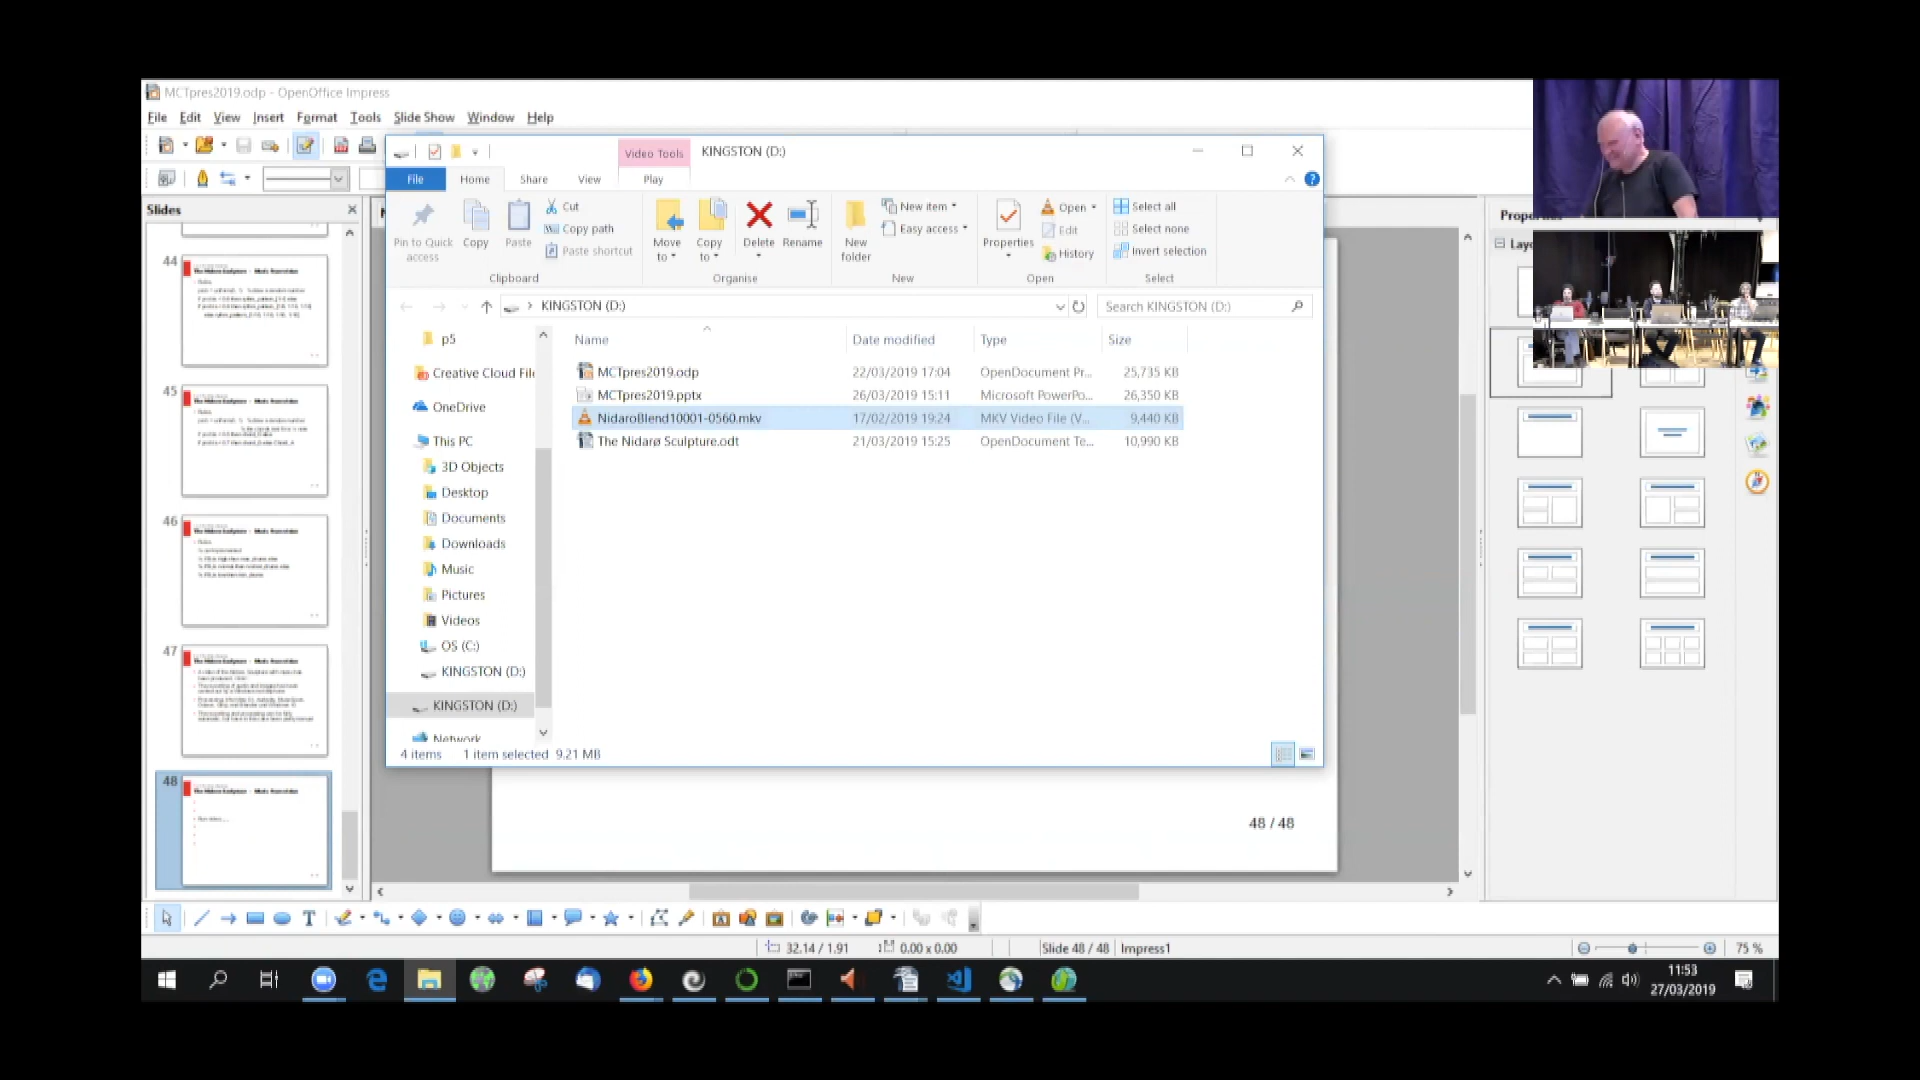 MCTpres2019.odp - OpenOffice Impress
File Edit View Insert Format Tools Slide Show Window Help
Video Tools KINGSTON (D:)
File Home Share View Play
Pin to Quick access
Copy
Paste
Cut
Copy path
Paste shortcut
Clipboard
Move to
Copy to
Delete
Rename
Organise
New folder
New item
Easy access
New
Properties
Open
Edit
History
Open
Select all
Select none
Invert selection
Select
KINGSTON (D:)
Search KINGSTON (D:)
Slides
44
45
46
47
48
p5
Creative Cloud File
OneDrive
This PC
3D Objects
Desktop
Documents
Downloads
Music
Pictures
Videos
OS (C:)
KINGSTON (D:)
KINGSTON (D:)
Network
Name Date modified Type Size
MCTpres2019.odp 22/03/2019 17:04 OpenDocument Pr... 25,735 KB
MCTpres2019.pptx 26/03/2019 15:11 Microsoft PowerPo... 26,350 KB
NidaroBlend10001-0560.mkv 17/02/2019 19:24 MKV Video File (V... 9,440 KB
The Nidarø Sculpture.odt 21/03/2019 15:25 OpenDocument Te... 10,990 KB
4 items 1 item selected 9.21 MB
48 / 48
32.14 / 1.91 0.00 x 0.00 Slide 48 / 48 Impress1 75 %
11:53
27/03/2019